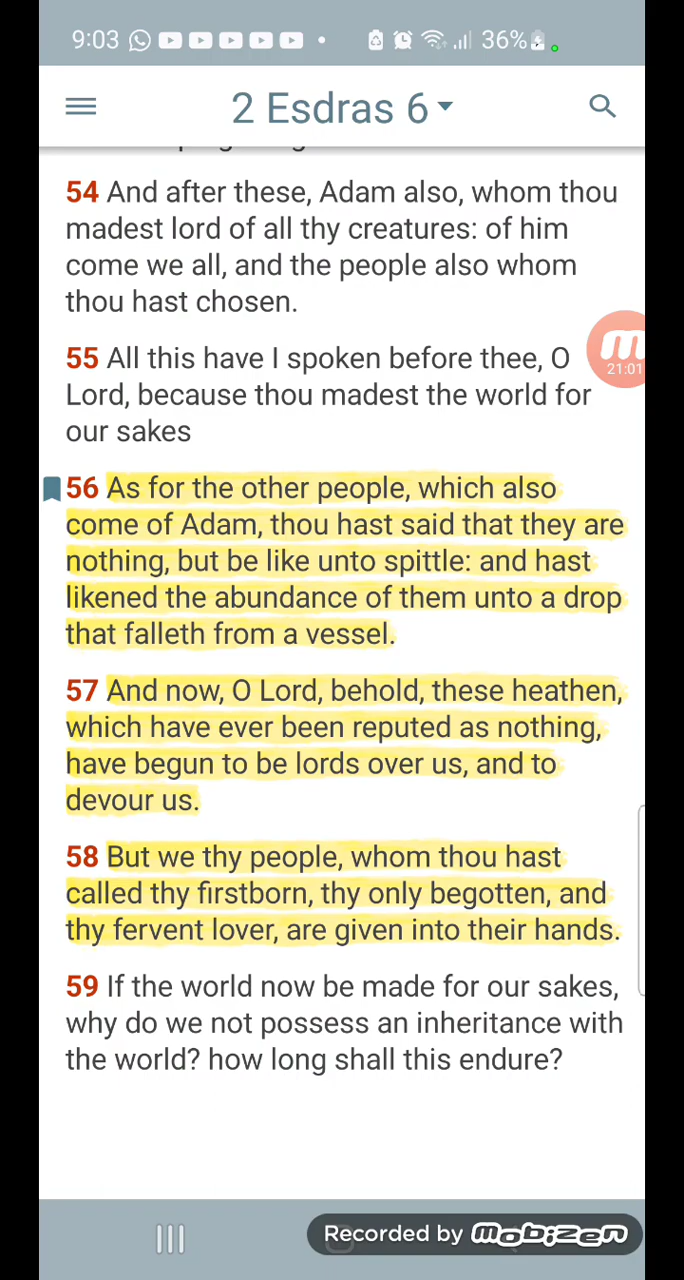 9:03
36%
2 Esdras 6
54 And after these, Adam also, whom thou
madest lord of all thy creatures: of him
come we all, and the people also whom
thou hast chosen.
55 All this have I spoken before thee, O
Lord, because thou madest the world for
our sakes
m
21:01
56 As for the other people, which also
come of Adam, thou hast said that they are
nothing, but be like unto spittle: and hast
likened the abundance of them unto a drop
that falleth from a vessel.
57 And now, O Lord, behold, these heathen,
which have ever been reputed as nothing,
have begun to be lords over us, and to
devour us.
58 But we thy people, whom thou hast
called thy firstborn, thy only begotten, and
thy fervent lover, are given into their hands.
59 If the world now be made for our sakes,
why do we not possess an inheritance with
the world? how long shall this endure?
Recorded by mobizen